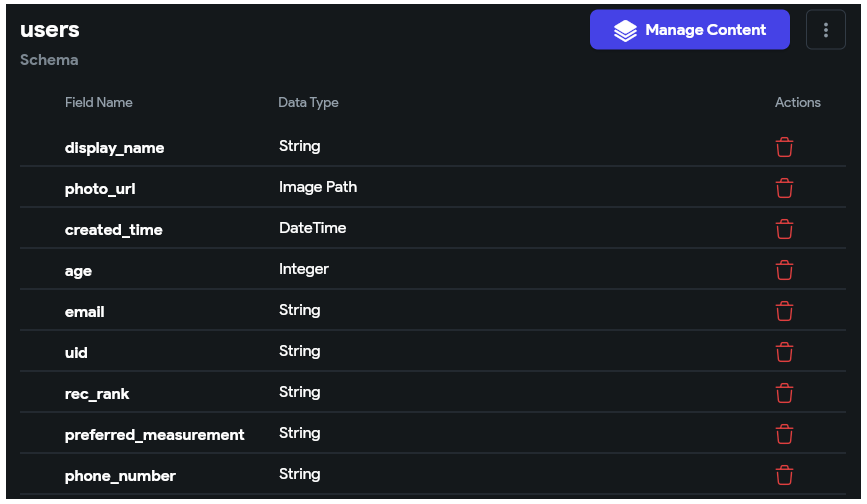 users
Manage Content
Schema
Field Name Data Type Actions
display_name String
photo_url Image Path
created_time DateTime
age Integer
email String
uid String
rec_rank String
preferred_measurement String
phone_number String